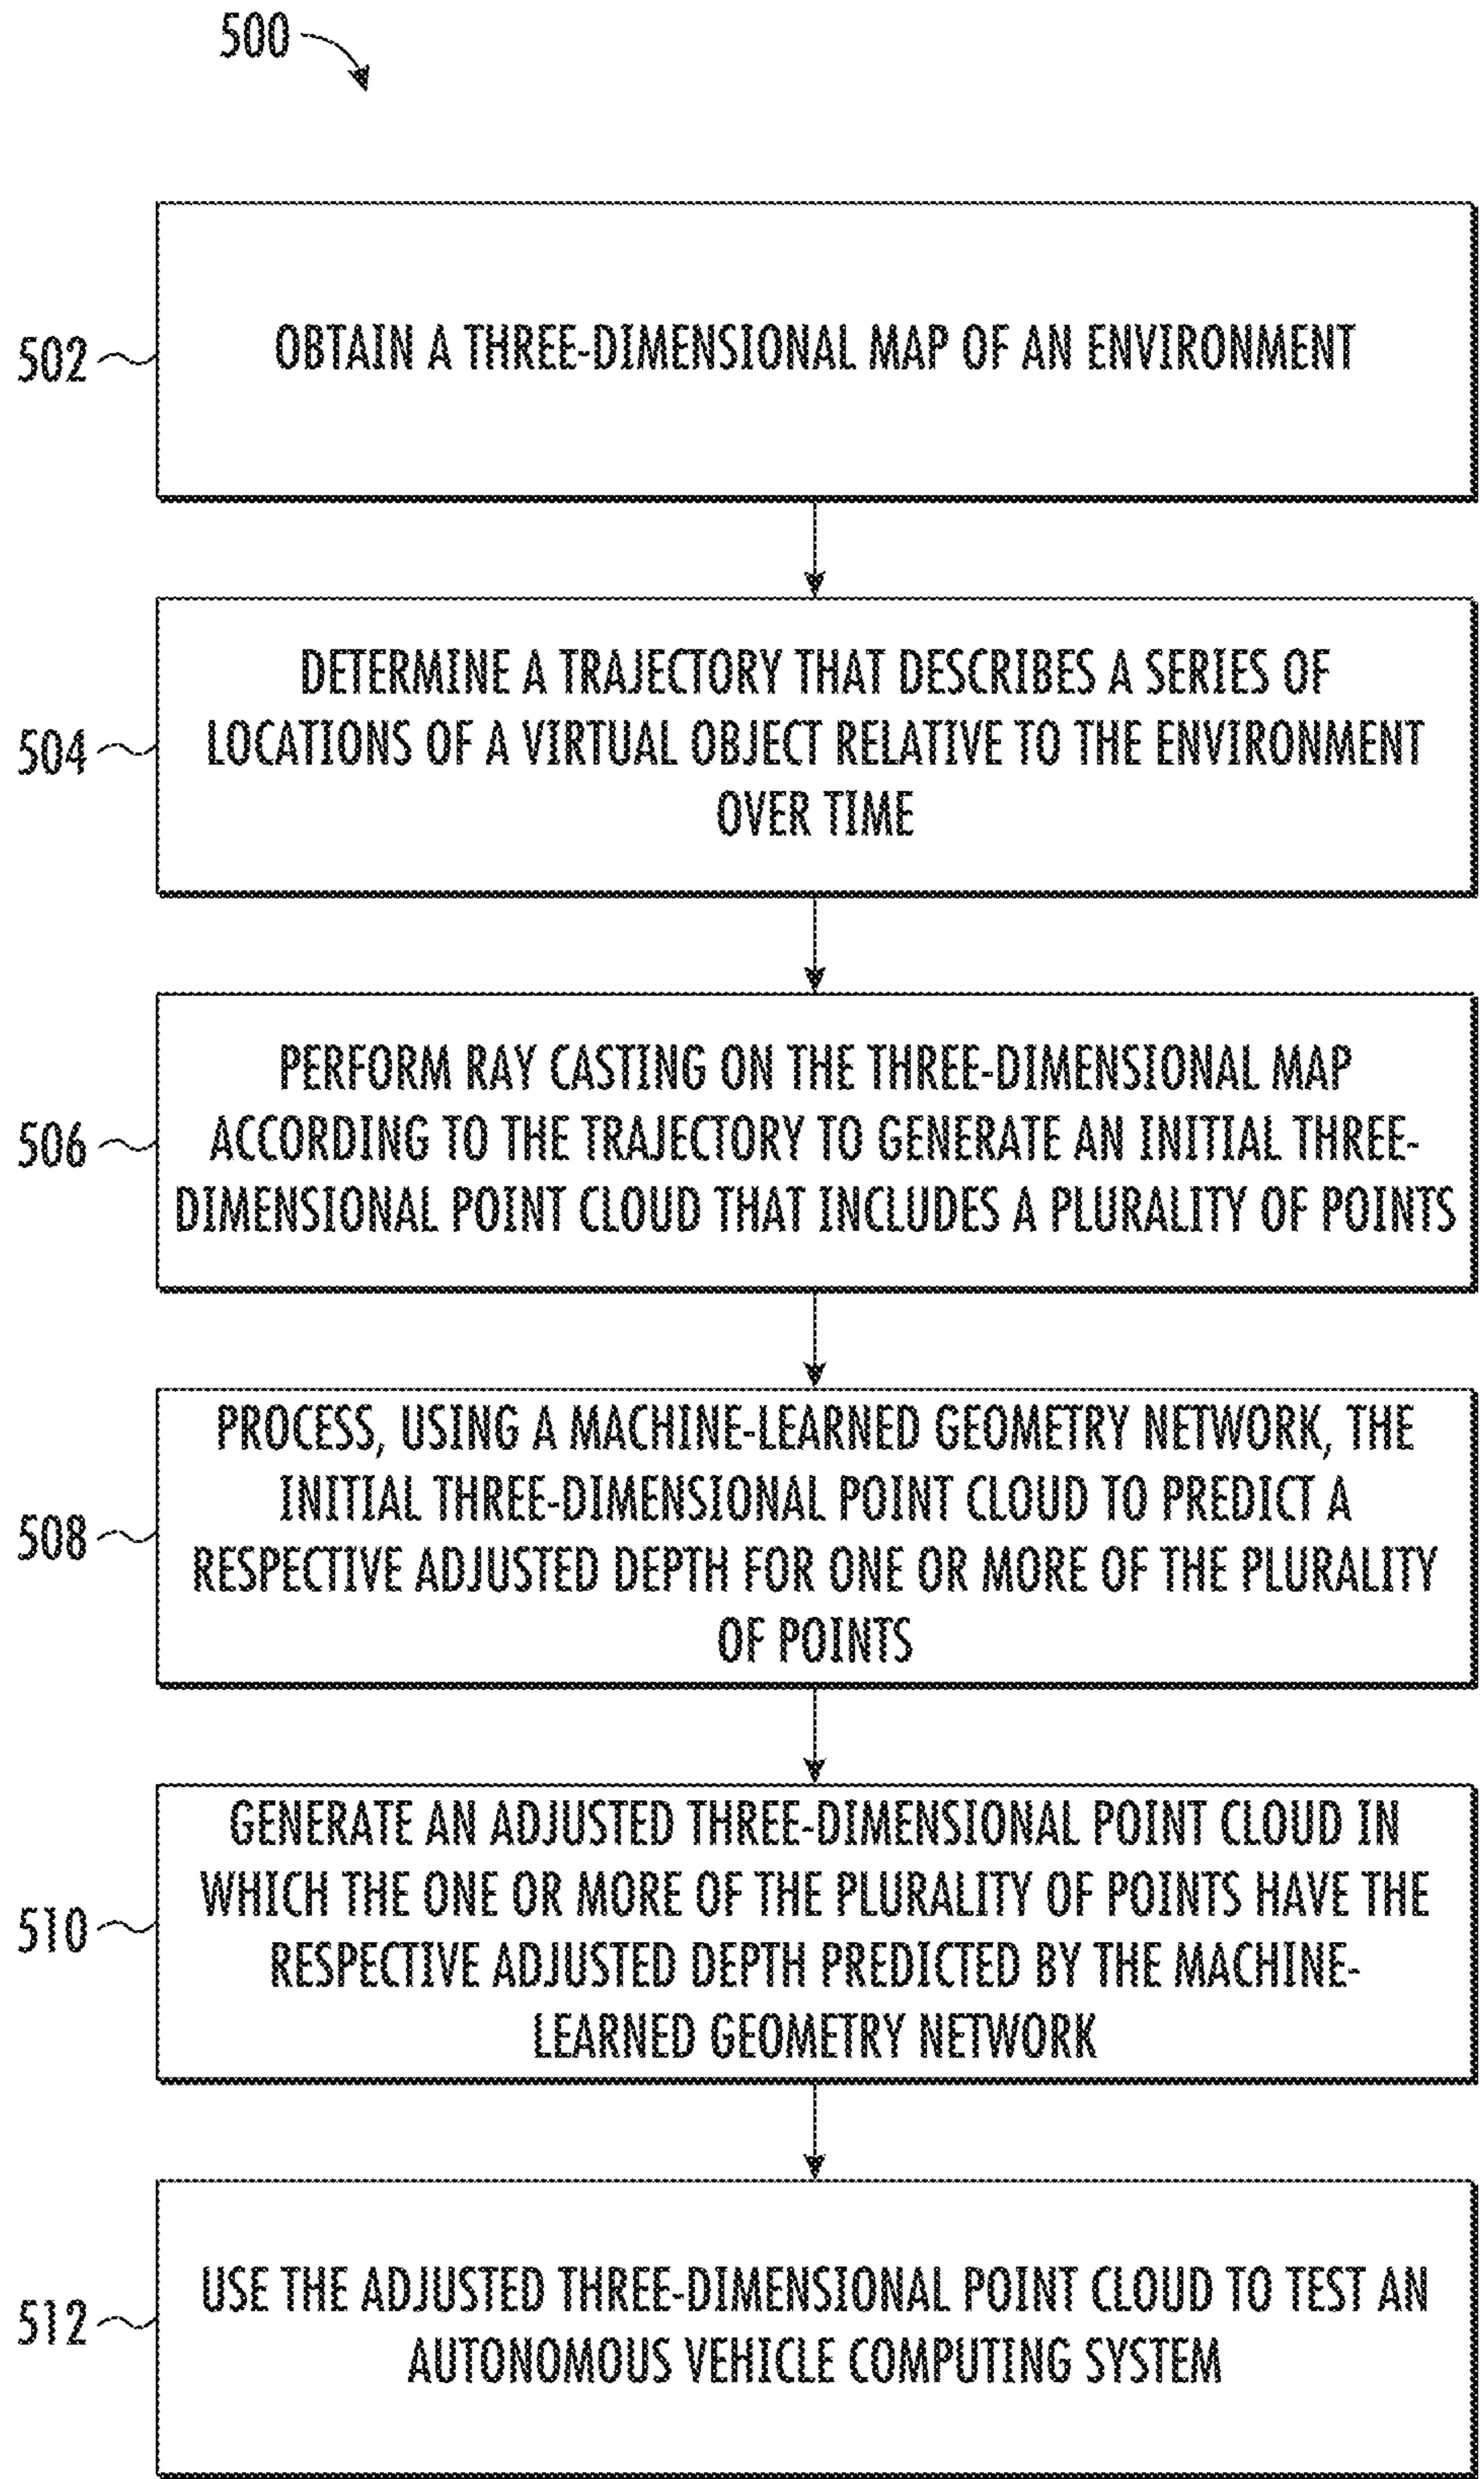 500
502
OBTAIN A THREE-DIMENSIONAL MAP OF AN ENVIRONMENT
504
DETERMINE A TRAJECTORY THAT DESCRIBES A SERIES OF
LOCATIONS OF A VIRTUAL OBJECT RELATIVE TO THE ENVIRONMENT
OVER TIME
506
PERFORM RAY CASTING ON THE THREE-DIMENSIONAL MAP
ACCORDING TO THE TRAJECTORY TO GENERATE AN INITIAL THREE-
DIMENSIONAL POINT CLOUD THAT INCLUDES A PLURALITY OF POINTS
508
PROCESS, USING A MACHINE-LEARNED GEOMETRY NETWORK, THE
INITIAL THREE-DIMENSIONAL POINT CLOUD TO PREDICT A
RESPECTIVE ADJUSTED DEPTH FOR ONE OR MORE OF THE PLURALITY
OF POINTS
510
GENERATE AN ADJUSTED THREE-DIMENSIONAL POINT CLOUD IN
WHICH THE ONE OR MORE OF THE PLURALITY OF POINTS HAVE THE
RESPECTIVE ADJUSTED DEPTH PREDICTED BY THE MACHINE-
LEARNED GEOMETRY NETWORK
512
USE THE ADJUSTED THREE-DIMENSIONAL POINT CLOUD TO TEST AN
AUTONOMOUS VEHICLE COMPUTING SYSTEM